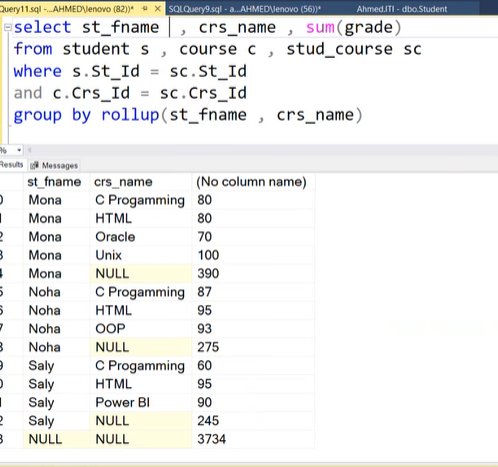 Query11.sql -...AHMED\lenovo (82))* SQLQuery9.sql - a...AHMED\lenovo (56))* Ahmed.ITI - dbo.Student
select st_fname , crs_name , sum(grade)
from student s , course c , stud_course sc
where s.St_Id = sc.St_Id
and c.Crs_Id = sc.Crs_Id
group by rollup(st_fname , crs_name)
%
Results Messages
st_fname crs_name (No column name)
0 Mona C Progamming 80
1 Mona HTML 80
2 Mona Oracle 70
3 Mona Unix 100
4 Mona NULL 390
5 Noha C Progamming 87
6 Noha HTML 95
7 Noha OOP 93
8 Noha NULL 275
9 Saly C Progamming 60
0 Saly HTML 95
1 Saly Power BI 90
2 Saly NULL 245
3 NULL NULL 3734